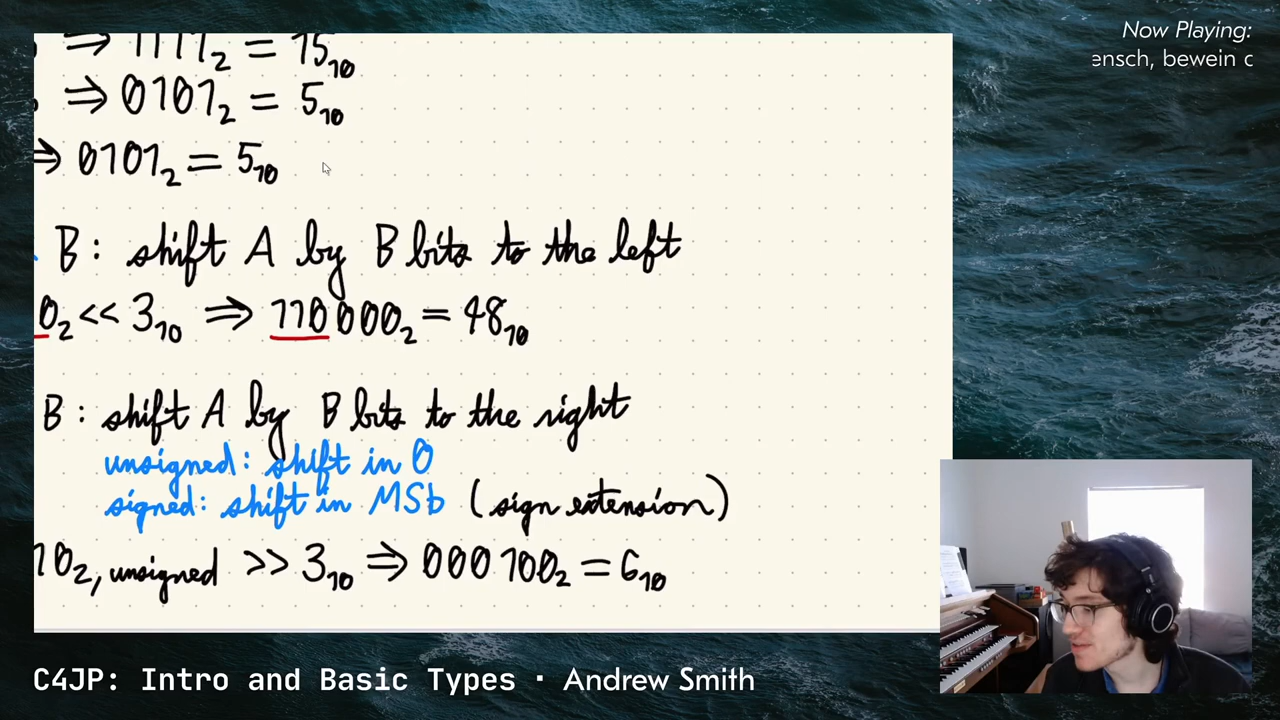 Now Playing:
ensch, bewein d
⇒ 1111₂ = 15₁₀
⇒ 0101₂ = 5₁₀
⇒ 0101₂ = 5₁₀
B: shift A by B bits to the left
0₂ << 3₁₀ ⇒ 110000₂ = 48₁₀
B: shift A by B bits to the right
unsigned: shift in 0
signed: shift in MSb (sign extension)
10₂, unsigned >> 3₁₀ ⇒ 000100₂ = 6₁₀
C4JP: Intro and Basic Types · Andrew Smith